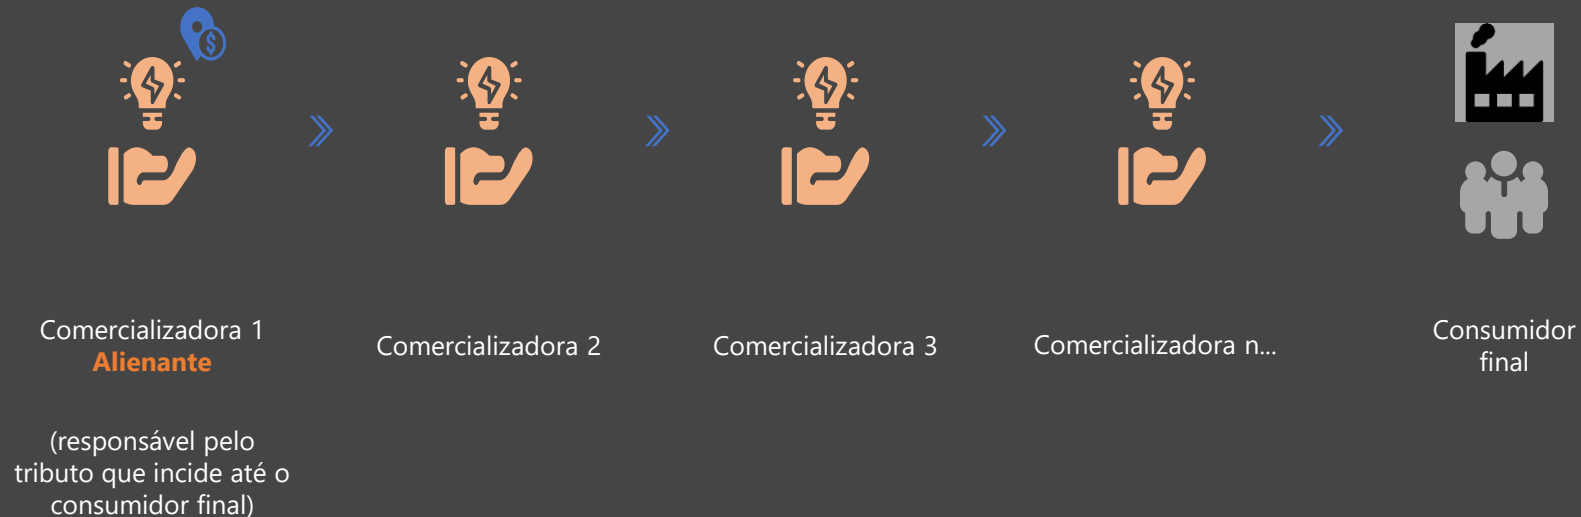 Comercializadora 1
Alienante
(responsável pelo
tributo que incide até o
consumidor final)
Comercializadora 2
Comercializadora 3
Comercializadora n...
Consumidor
final
$